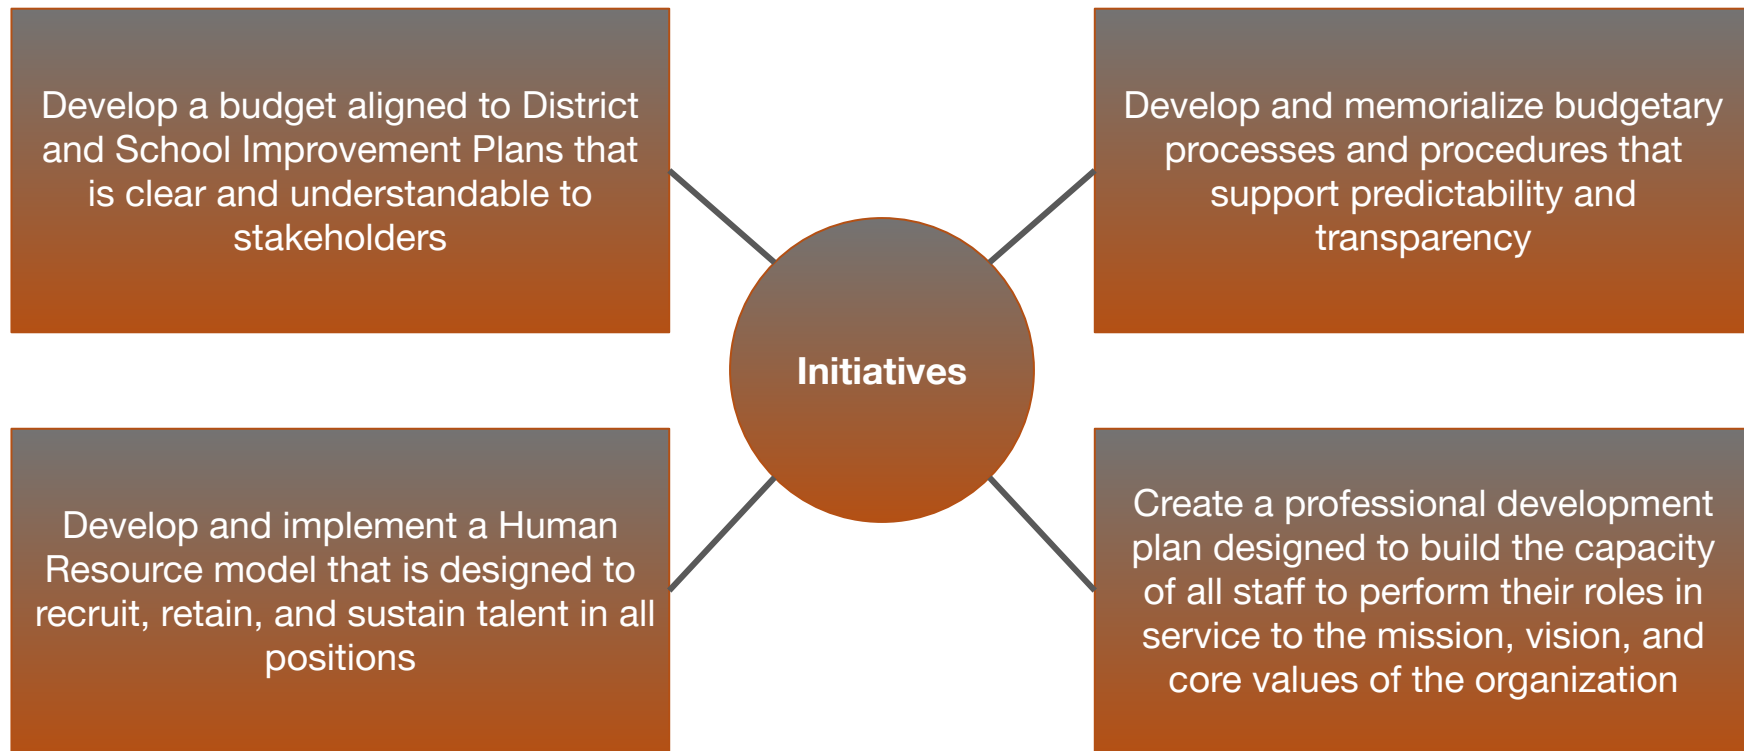 Develop a budget aligned to District
and School Improvement Plans that
is clear and understandable to
stakeholders
Develop and memorialize budgetary
processes and procedures that
support predictability and
transparency
Initiatives
Develop and implement a Human
Resource model that is designed to
recruit, retain, and sustain talent in all
positions
Create a professional development
plan designed to build the capacity
of all staff to perform their roles in
service to the mission, vision, and
core values of the organization